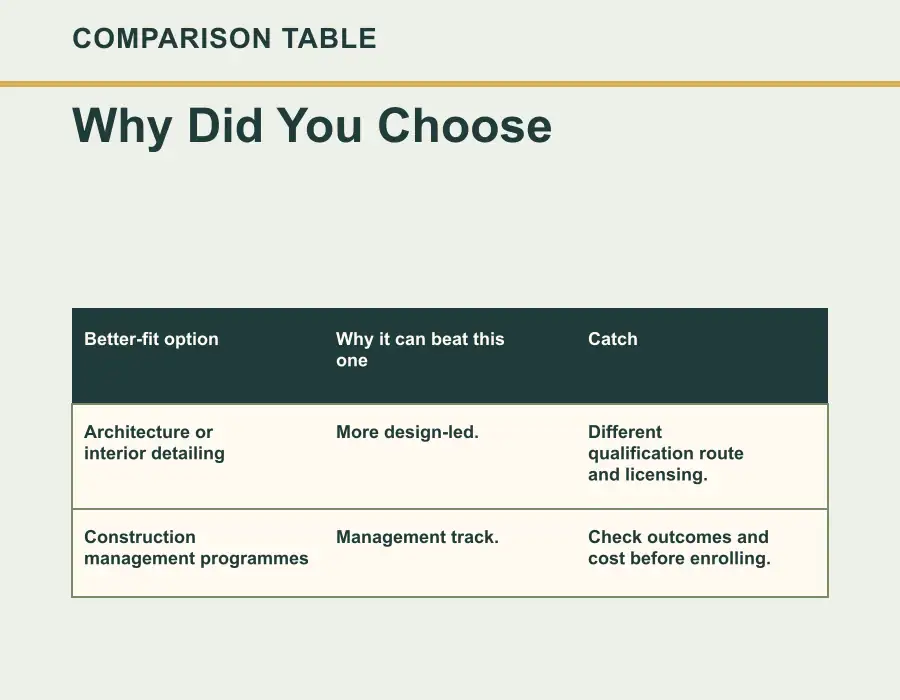 COMPARISON TABLE
Why Did You Choose
Better-fit option
Why it can beat this
one
Catch
Architecture or
interior detailing
More design-led.
Different
qualification route
and licensing.
Construction
management programmes
Management track.
Check outcomes and
cost before enrolling.